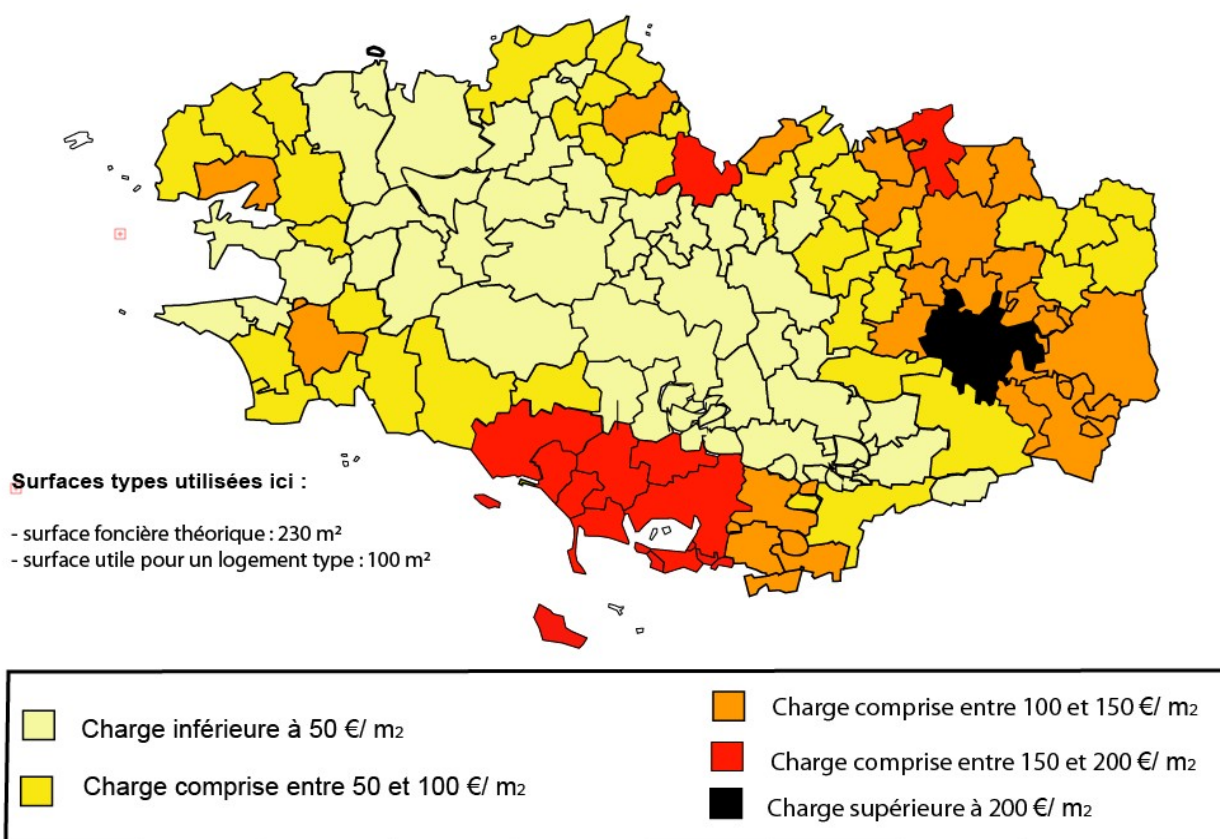 Surfaces types utilisées ici :
- surface foncière théorique : 230 m²
- surface utile pour un logement type : 100 m²
Charge inférieure à 50 €/ m2
Charge comprise entre 50 et 100 €/ m2
Charge comprise entre 100 et 150 €/ m2
Charge comprise entre 150 et 200 €/ m2
Charge supérieure à 200 €/ m2